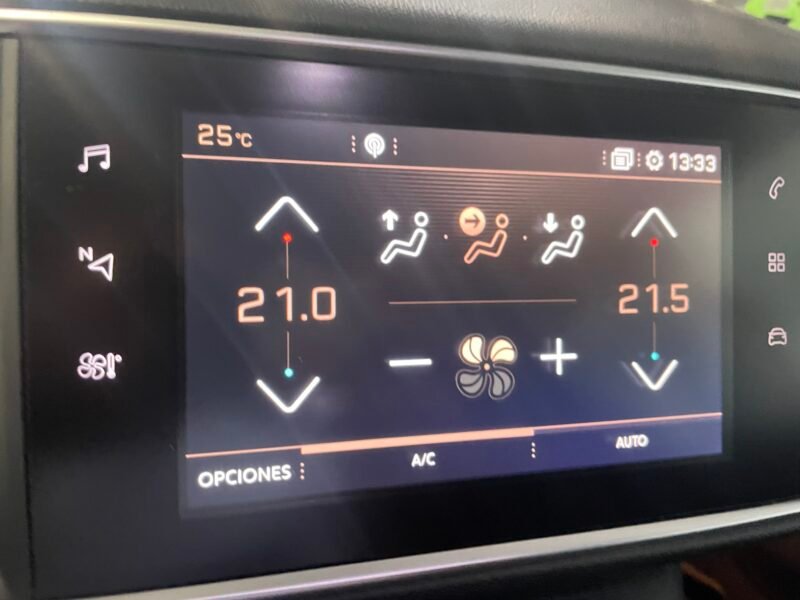 25°C
13:33
N
21.0
21.5
OPCIONES
A/C
AUTO